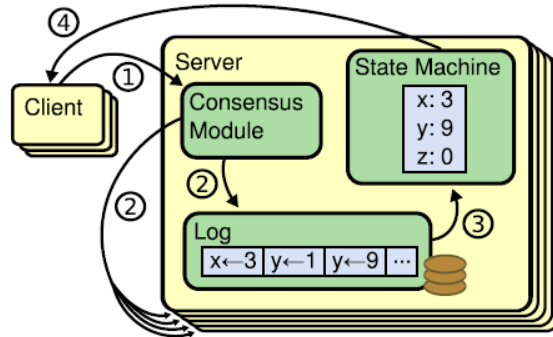 ④
①
Server
State Machine
Client
Consensus
Module
x: 3
y: 9
z: 0
②
②
③
Log
x←3 y←1 y←9 ...